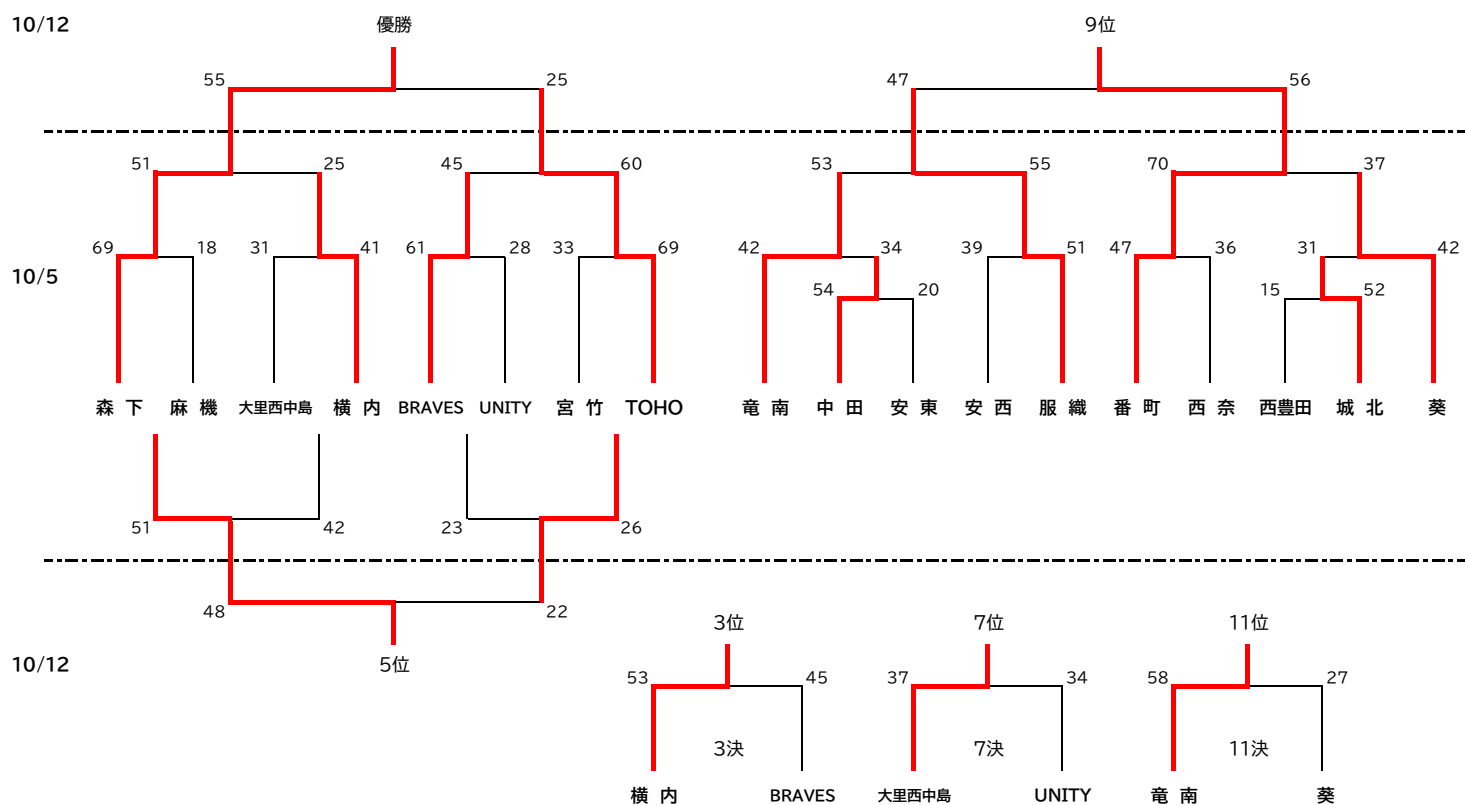 10/12 優勝 9位
55 25 47 56
51 25 45 60 53 55 70 37
69 18 31 41 61 28 33 69 42 34 39 51 47 36 31 42
10/5
54 20 15 52
森下 麻機 大里西中島 横内 BRAVES UNITY 宮竹 TOHO 竜南 中田 安東 安西 服織 番町 西奈 西豊田 城北 葵
51 42 23 26
48 22
3位 7位 11位
10/12 5位
53 45 37 34 58 27
3決 7決 11決
横内 BRAVES 大里西中島 UNITY 竜南 葵